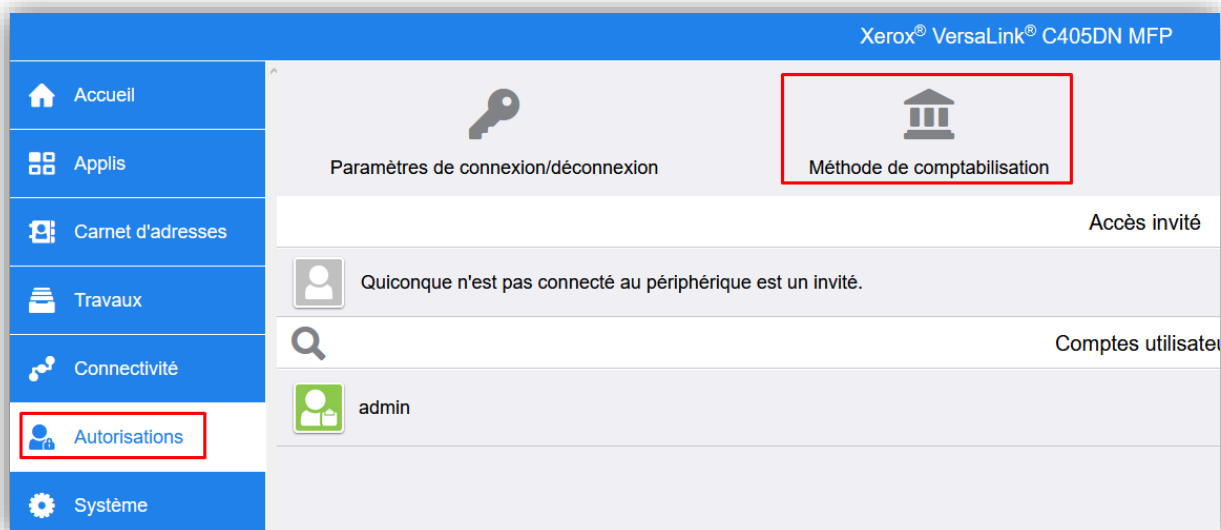 Xerox® VersaLink® C405DN MFP
Accueil
Applis
Carnet d'adresses
Travaux
Connectivité
Autorisations
Système
Paramètres de connexion/déconnexion
Méthode de comptabilisation
Accès invité
Quiconque n'est pas connecté au périphérique est un invité.
Comptes
admin